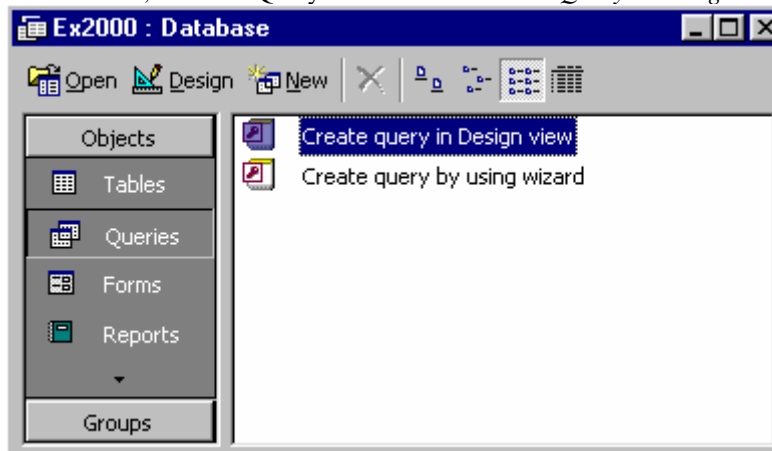 Ex2000 : Database
Open Design New
Objects
Tables
Queries
Forms
Reports
Groups
Create query in Design view
Create query by using wizard